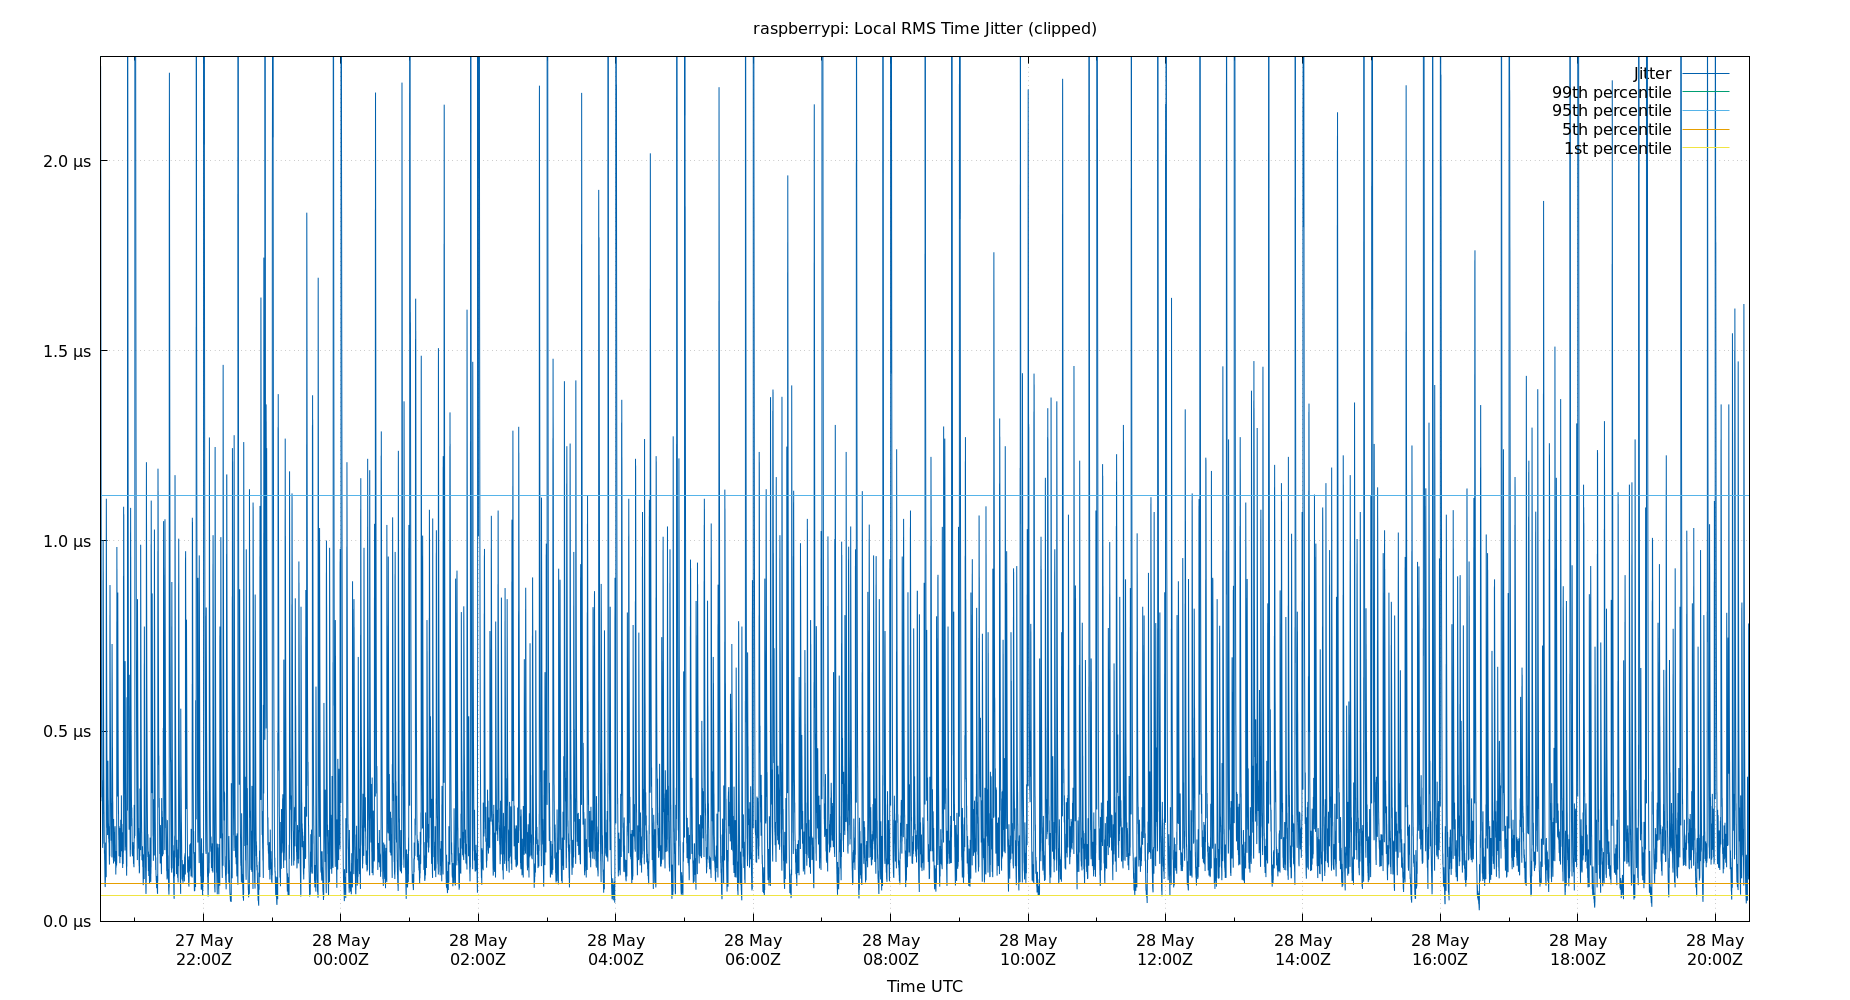 raspberrypi: Local RMS Time Jitter (clipped)
Jitter
99th percentile
95th percentile
5th percentile
1st percentile
2.0 µs
1.5 µs
1.0 µs
0.5 µs
0.0 µs
27 May 28 May 28 May 28 May 28 May 28 May 28 May 28 May 28 May 28 May 28 May 28 May
22:00Z 00:00Z 02:00Z 04:00Z 06:00Z 08:00Z 10:00Z 12:00Z 14:00Z 16:00Z 18:00Z 20:00Z
Time UTC